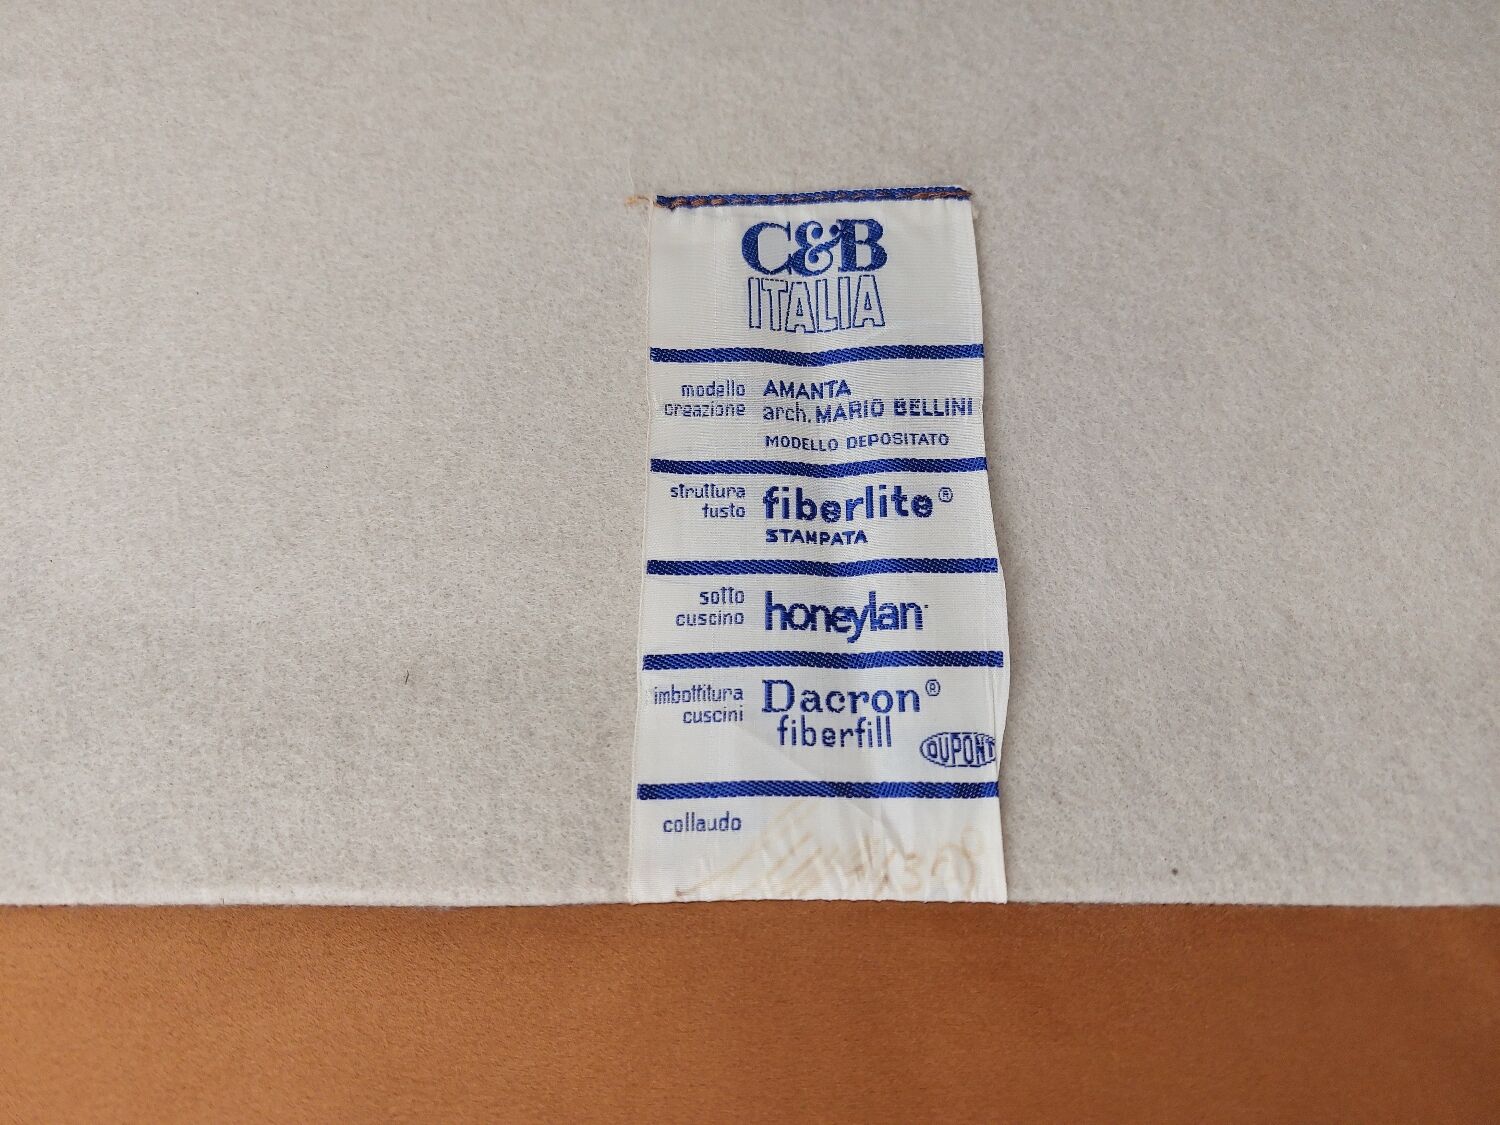 C&B
ITALIA
modello AMANTA
creazione arch. MARIO BELLINI
MODELLO DEPOSITATO
struttura fiberlite®
fusto
STAMPATA
sotto
cuscino honeylan
imbottitura Dacron®
cuscini fiberfill
DUPONT
collaudo